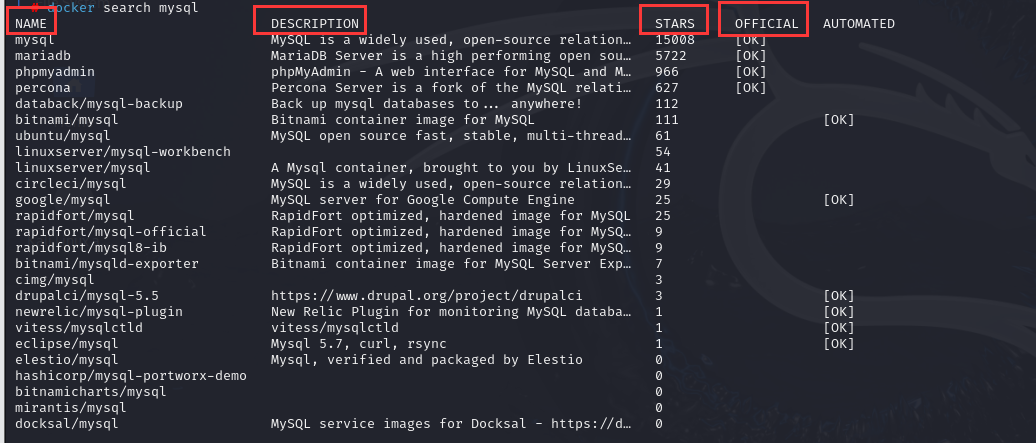 # docker search mysql
NAME DESCRIPTION STARS OFFICIAL AUTOMATED
mysql MySQL is a widely used, open-source relation… 15008 [OK]
mariadb MariaDB Server is a high performing open sou… 5722 [OK]
phpmyadmin phpMyAdmin - A web interface for MySQL and M… 966 [OK]
percona Percona Server is a fork of the MySQL relati… 627 [OK]
databack/mysql-backup Back up mysql databases to... anywhere! 112
bitnami/mysql Bitnami container image for MySQL 111 [OK]
ubuntu/mysql MySQL open source fast, stable, multi-thread… 61
linuxserver/mysql-workbench 54
linuxserver/mysql A Mysql container, brought to you by LinuxSe… 41
circleci/mysql MySQL is a widely used, open-source relation… 29
google/mysql MySQL server for Google Compute Engine 25 [OK]
rapidfort/mysql RapidFort optimized, hardened image for MySQL 25
rapidfort/mysql-official RapidFort optimized, hardened image for MySQ… 9
rapidfort/mysql8-ib RapidFort optimized, hardened image for MySQ… 9
bitnami/mysqld-exporter Bitnami container image for MySQL Server Exp… 7
cimg/mysql 3
drupalci/mysql-5.5 https://www.drupal.org/project/drupalci 3 [OK]
newrelic/mysql-plugin New Relic Plugin for monitoring MySQL databa… 1 [OK]
vitess/mysqlctld vitess/mysqlctld 1 [OK]
eclipse/mysql Mysql 5.7, curl, rsync 1 [OK]
elestio/mysql Mysql, verified and packaged by Elestio 0
hashicorp/mysql-portworx-demo 0
bitnamicharts/mysql 0
mirantis/mysql 0
docksal/mysql MySQL service images for Docksal - https://d… 0